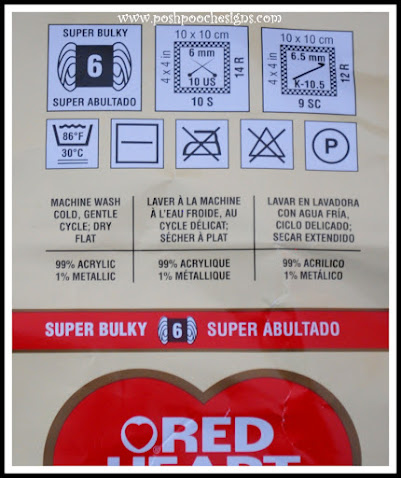 www.poshpoochesigns.com
SUPER BULKY
6
SUPER ABULTADO
10 x 10 cm
4 x 4 in
6 mm
10 US
14 R
10 S
10 x 10 cm
4 x 4 in
6.5 mm
K-10.5
12 R
9 SC
86°F
30°C
P
MACHINE WASH
COLD, GENTLE
CYCLE; DRY
FLAT
LAVER À LA MACHINE
À L'EAU FROIDE, AU
CYCLE DÉLICAT;
SÉCHER À PLAT
LAVAR EN LAVADORA
CON AGUA FRÍA,
CICLO DELICADO;
SECAR EXTENDIDO
99% ACRYLIC
1% METALLIC
99% ACRYLIQUE
1% MÉTALLIQUE
99% ACRILICO
1% METÁLICO
SUPER BULKY 6 SUPER ABULTADO
RED
HEART